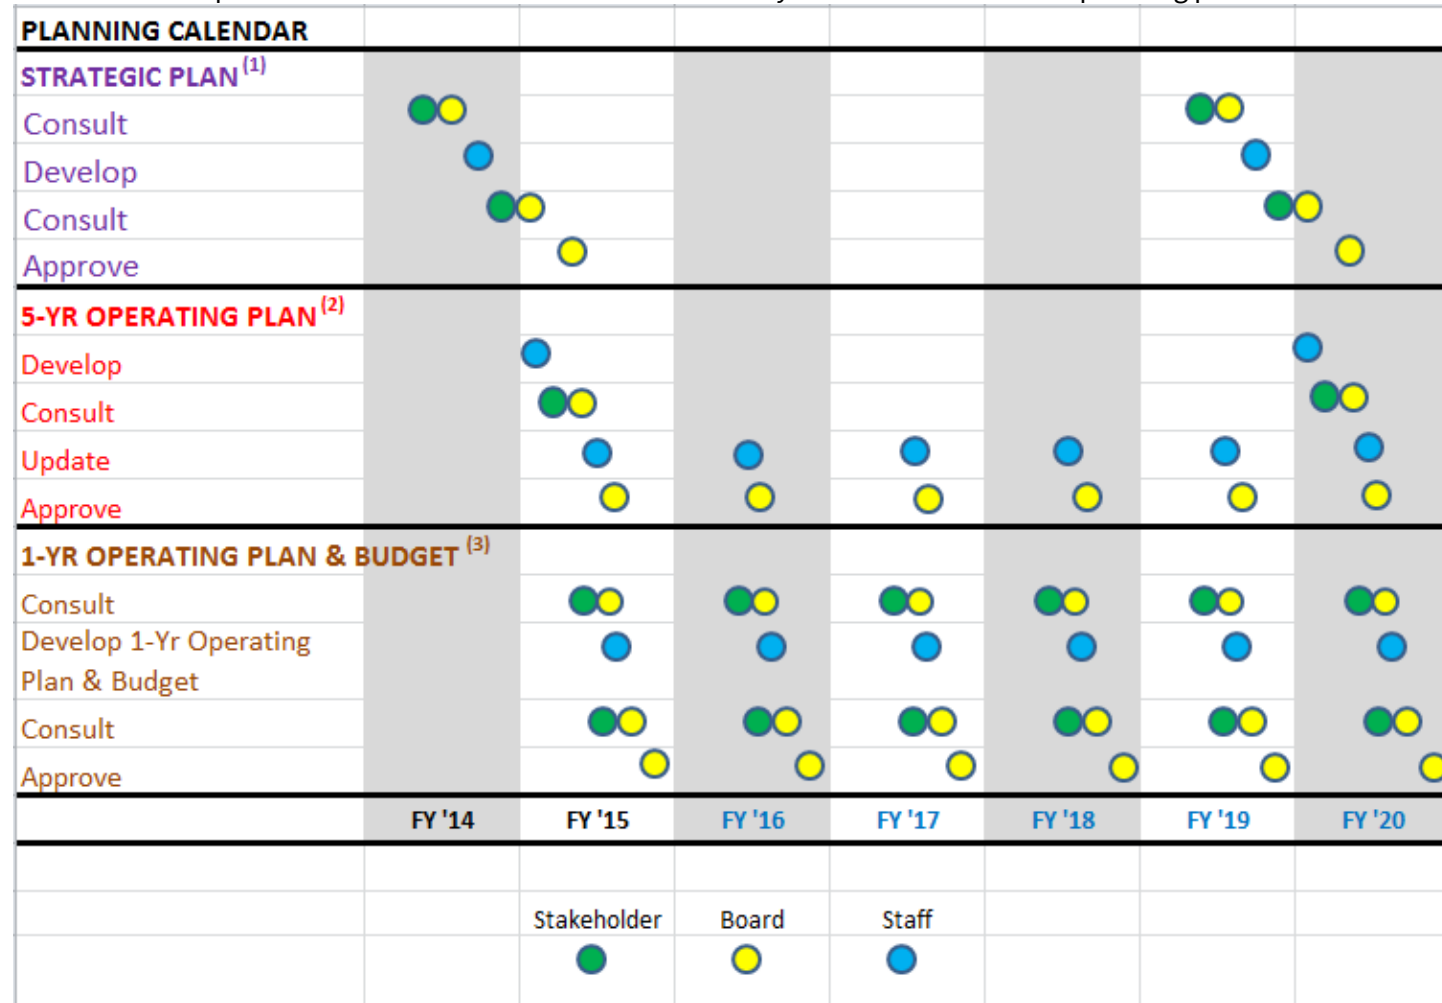 PLANNING CALENDAR
STRATEGIC PLAN (1)
Consult
Develop
Consult
Approve
5-YR OPERATING PLAN (2)
Develop
Consult
Update
Approve
1-YR OPERATING PLAN & BUDGET (3)
Consult
Develop 1-Yr Operating
Plan & Budget
Consult
Approve
FY '14 FY '15 FY '16 FY '17 FY '18 FY '19 FY '20
Stakeholder Board Staff